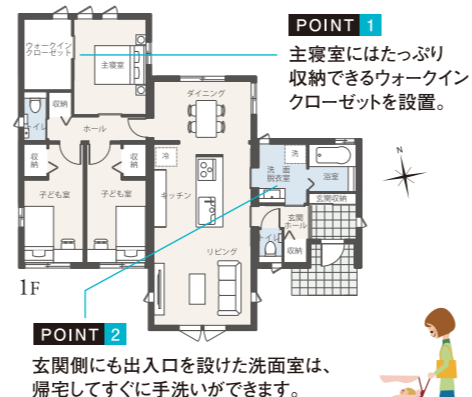 POINT 1
主寝室にはたっぷり
収納できるウォークイン
クローゼットを設置。
ウォークイン
クローゼット
主寝室
収納
トイレ
ホール
ダイニング
収納
収納
子ども室
子ども室
冷
キッチン
リビング
洗
洗面
脱衣室
浴室
玄関収納
玄関
ホール
トイレ
収納
N
1F
POINT 2
玄関側にも出入口を設けた洗面室は、
帰宅してすぐに手洗いができます。